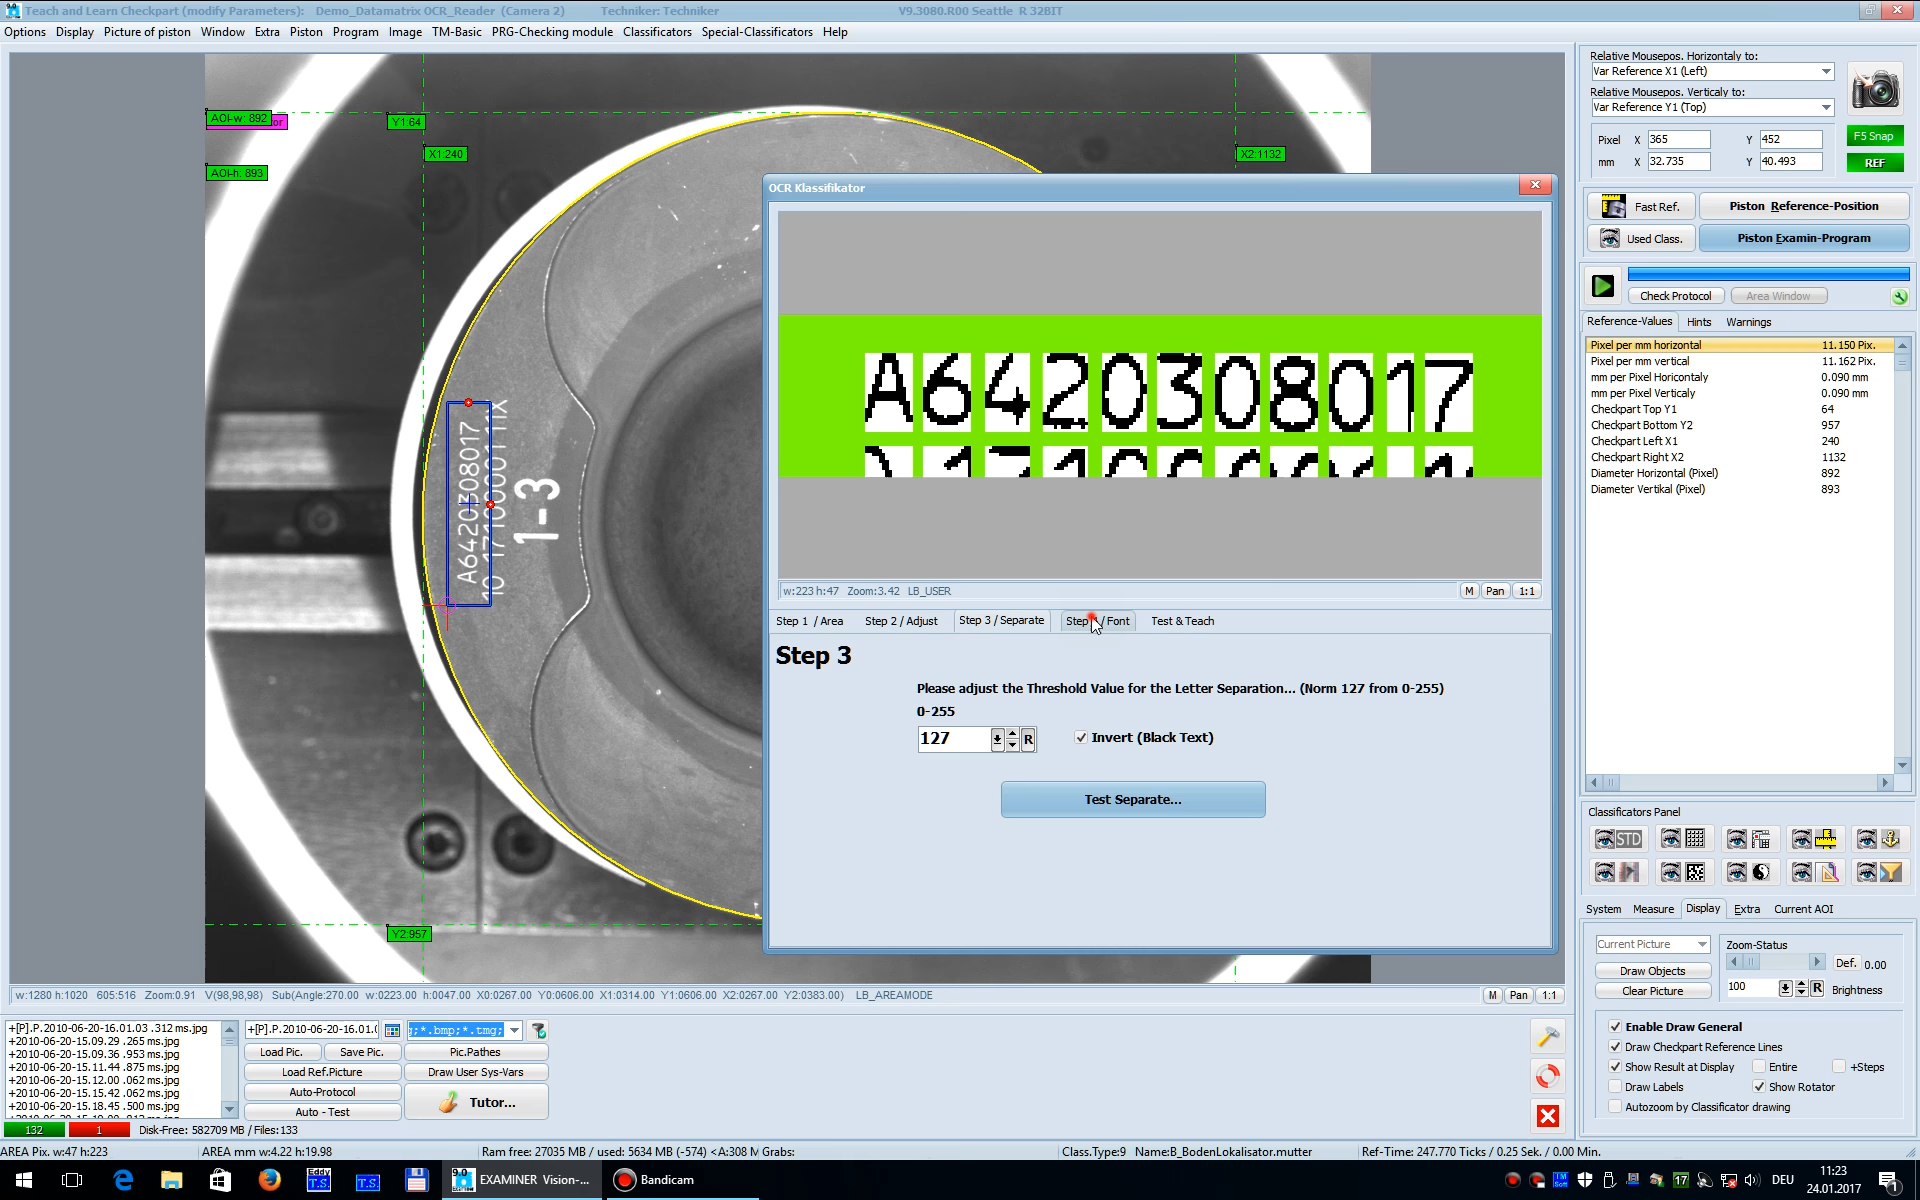 Teach and Learn Checkpart (modify Parameters): Demo_Datamatrix OCR_Reader (Camera 2) Techniker: Techniker V9.3080.R00 Seattle R 32BIT
Options Display Picture of piston Window Extra Piston Program Image TM-Basic PRG-Checking module Classificators Special-Classificators Help
AOI-w: 892
or
AOI-h: 893
Y1:64
X1:240
X2:1132
Y2:957
A6420308017
1-3
OCR Klassifikator
A6420308017
w:223 h:47 Zoom:3.42 LB_USER
M Pan 1:1
Step 1 / Area Step 2 / Adjust Step 3 / Separate Step / Font Test & Teach
Step 3
Please adjust the Threshold Value for the Letter Separation... (Norm 127 from 0-255)
0-255
127 R Invert (Black Text)
Test Separate...
Relative Mousepos. Horizontaly to:
Var Reference X1 (Left)
Relative Mousepos. Verticaly to:
Var Reference Y1 (Top)
Pixel X 365 Y 452
mm X 32.735 Y 40.493
F5 Snap
REF
Fast Ref. Piston Reference-Position
Used Class. Piston Examin-Program
Check Protocol Area Window
Reference-Values Hints Warnings
Pixel per mm horizontal 11.150 Pix.
Pixel per mm vertical 11.162 Pix.
mm per Pixel Horicontaly 0.090 mm
mm per Pixel Verticaly 0.090 mm
Checkpart Top Y1 64
Checkpart Bottom Y2 957
Checkpart Left X1 240
Checkpart Right X2 1132
Diameter Horizontal (Pixel) 892
Diameter Vertikal (Pixel) 893
Classificators Panel
STD
System Measure Display Extra Current AOI
Current Picture
Draw Objects
Clear Picture
Zoom-Status
Def. 0.00
100 R Brightness
Enable Draw General
Draw Checkpart Reference Lines
Show Result at Display Entire +Steps
Draw Labels Show Rotator
Autozoom by Classificator drawing
w:1280 h:1020 605:516 Zoom:0.91 V(98,98,98) Sub(Angle:270.00 w:0223.00 h:0047.00 X0:0267.00 Y0:0606.00 X1:0314.00 Y1:0606.00 X2:0267.00 Y2:0383.00) LB_AREAMODE
M Pan 1:1
+[P].P.2010-06-20-16.01.03 .312 ms.jpg
+2010-06-20-15.09.29 .265 ms.jpg
+2010-06-20-15.09.36 .953 ms.jpg
+2010-06-20-15.11.44 .875 ms.jpg
+2010-06-20-15.12.00 .062 ms.jpg
+2010-06-20-15.15.42 .062 ms.jpg
+2010-06-20-15.18.45 .500 ms.jpg
+[P].P.2010-06-20-16.01.0
;*.bmp;*.tmg;
Load Pic. Save Pic. Pic.Pathes
Load Ref.Picture Draw User Sys-Vars
Auto-Protocol
Auto - Test
Tutor...
132 1 Disk-Free: 582709 MB / Files:133
AREA Pix. w:47 h:223 AREA mm w:4.22 h:19.98 Ram free: 27035 MB / used: 5634 MB (-574) <A:308 M Grabs: Class.Type:9 Name:B_BodenLokalisator.mutter Ref-Time: 247.770 Ticks / 0.25 Sek. / 0.00 Min.
Eddy T.S. T.S. 9.0 EXAMINER Vision-... Bandicam
17 DEU 11:23
24.01.2017
1